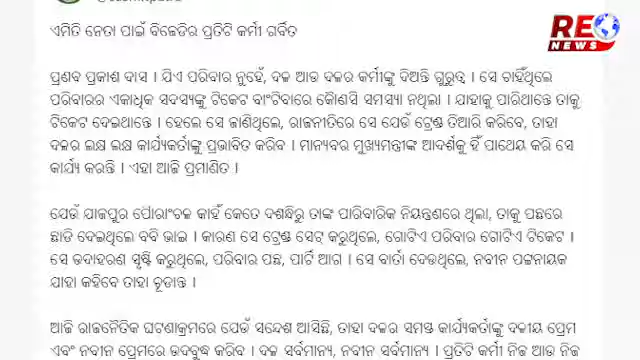 REO
NEWS
ଏମିତି ନେତା ପାଇଁ ବିଜେଡିର ପ୍ରତିଟି କର୍ମୀ ଗର୍ବିତ
ପ୍ରଣବ ପ୍ରକାଶ ଦାସ । ଯିଏ ପରିବାର ନୁହେଁ, ଦଳ ଆଉ ଦଳର କର୍ମୀଙ୍କୁ ଦିଅନ୍ତି ଗୁରୁତ୍ୱ । ସେ ଚାହିଁଥିଲେ
ପରିବାରର ଏକାଧିକ ସଦସ୍ୟଙ୍କୁ ଟିକେଟ ବାଂଟିବାରେ କୌଣସି ସମସ୍ୟା ନଥିଲା । ଯାହାକୁ ପାରିଥାନ୍ତେ ତାକୁ
ଟିକେଟ ଦେଇଥାନ୍ତେ । ହେଲେ ସେ ଜାଣିଥିଲେ, ରାଜନୀତିରେ ସେ ଯେଉଁ ଟ୍ରେଣ୍ଡ ତିଆରି କରିବେ, ତାହା
ଦଳର ଲକ୍ଷ ଲକ୍ଷ କାର୍ଯ୍ୟକର୍ତାଙ୍କୁ ପ୍ରଭାବିତ କରିବ । ମାନ୍ୟବର ମୁଖ୍ୟମନ୍ତ୍ରୀଙ୍କ ଆଦର୍ଶକୁ ହିଁ ପାଥେୟ କରି ସେ
କାର୍ଯ୍ୟ କରନ୍ତି । ଏହା ଆଜି ପ୍ରମାଣିତ ।
ଯେଉଁ ଯାଜପୁର ପୌରାଂଚଳ କାହିଁ କେତେ ଦଶନ୍ଧିରୁ ତାଙ୍କ ପାରିବାରିକ ନିୟନ୍ତ୍ରଣରେ ଥିଲା, ତାକୁ ପଛରେ
ଛାଡି ଦେଇଥିଲେ ବବି ଭାଇ । କାରଣ ସେ ଟ୍ରେଣ୍ଡ ସେଟ୍ କରୁଥିଲେ, ଗୋଟିଏ ପରିବାର ଗୋଟିଏ ଟିକେଟ ।
ସେ ଉଦାହରଣ ସୃଷ୍ଟି କରୁଥିଲେ, ପରିବାର ପଛ, ପାର୍ଟି ଆଗ । ସେ ବାର୍ତା ଦେଉଥିଲେ, ନବୀନ ପଟ୍ଟନାୟକ
ଯାହା କହିବେ ତାହା ଚୂଡାନ୍ତ ।
ଆଜି ରାଜନୈତିକ ଘଟଣାକ୍ରମରେ ଯେଉଁ ସନ୍ଦେଶ ଆସିଛି, ତାହା ଦଳର ସମସ୍ତ କାର୍ଯ୍ୟକର୍ତାଙ୍କୁ ଦଳୀୟ ପ୍ରେମ
ଏବଂ ନବୀନ ପ୍ରେମରେ ଉଦବୁଦ୍ଧ କରିବ । ଦଳ ସର୍ବମାନ୍ୟ, ନବୀନ ସର୍ବମାନ୍ୟ । ପ୍ରତିଟି କର୍ମୀ ନିଜ ଆଉ ନିଜ